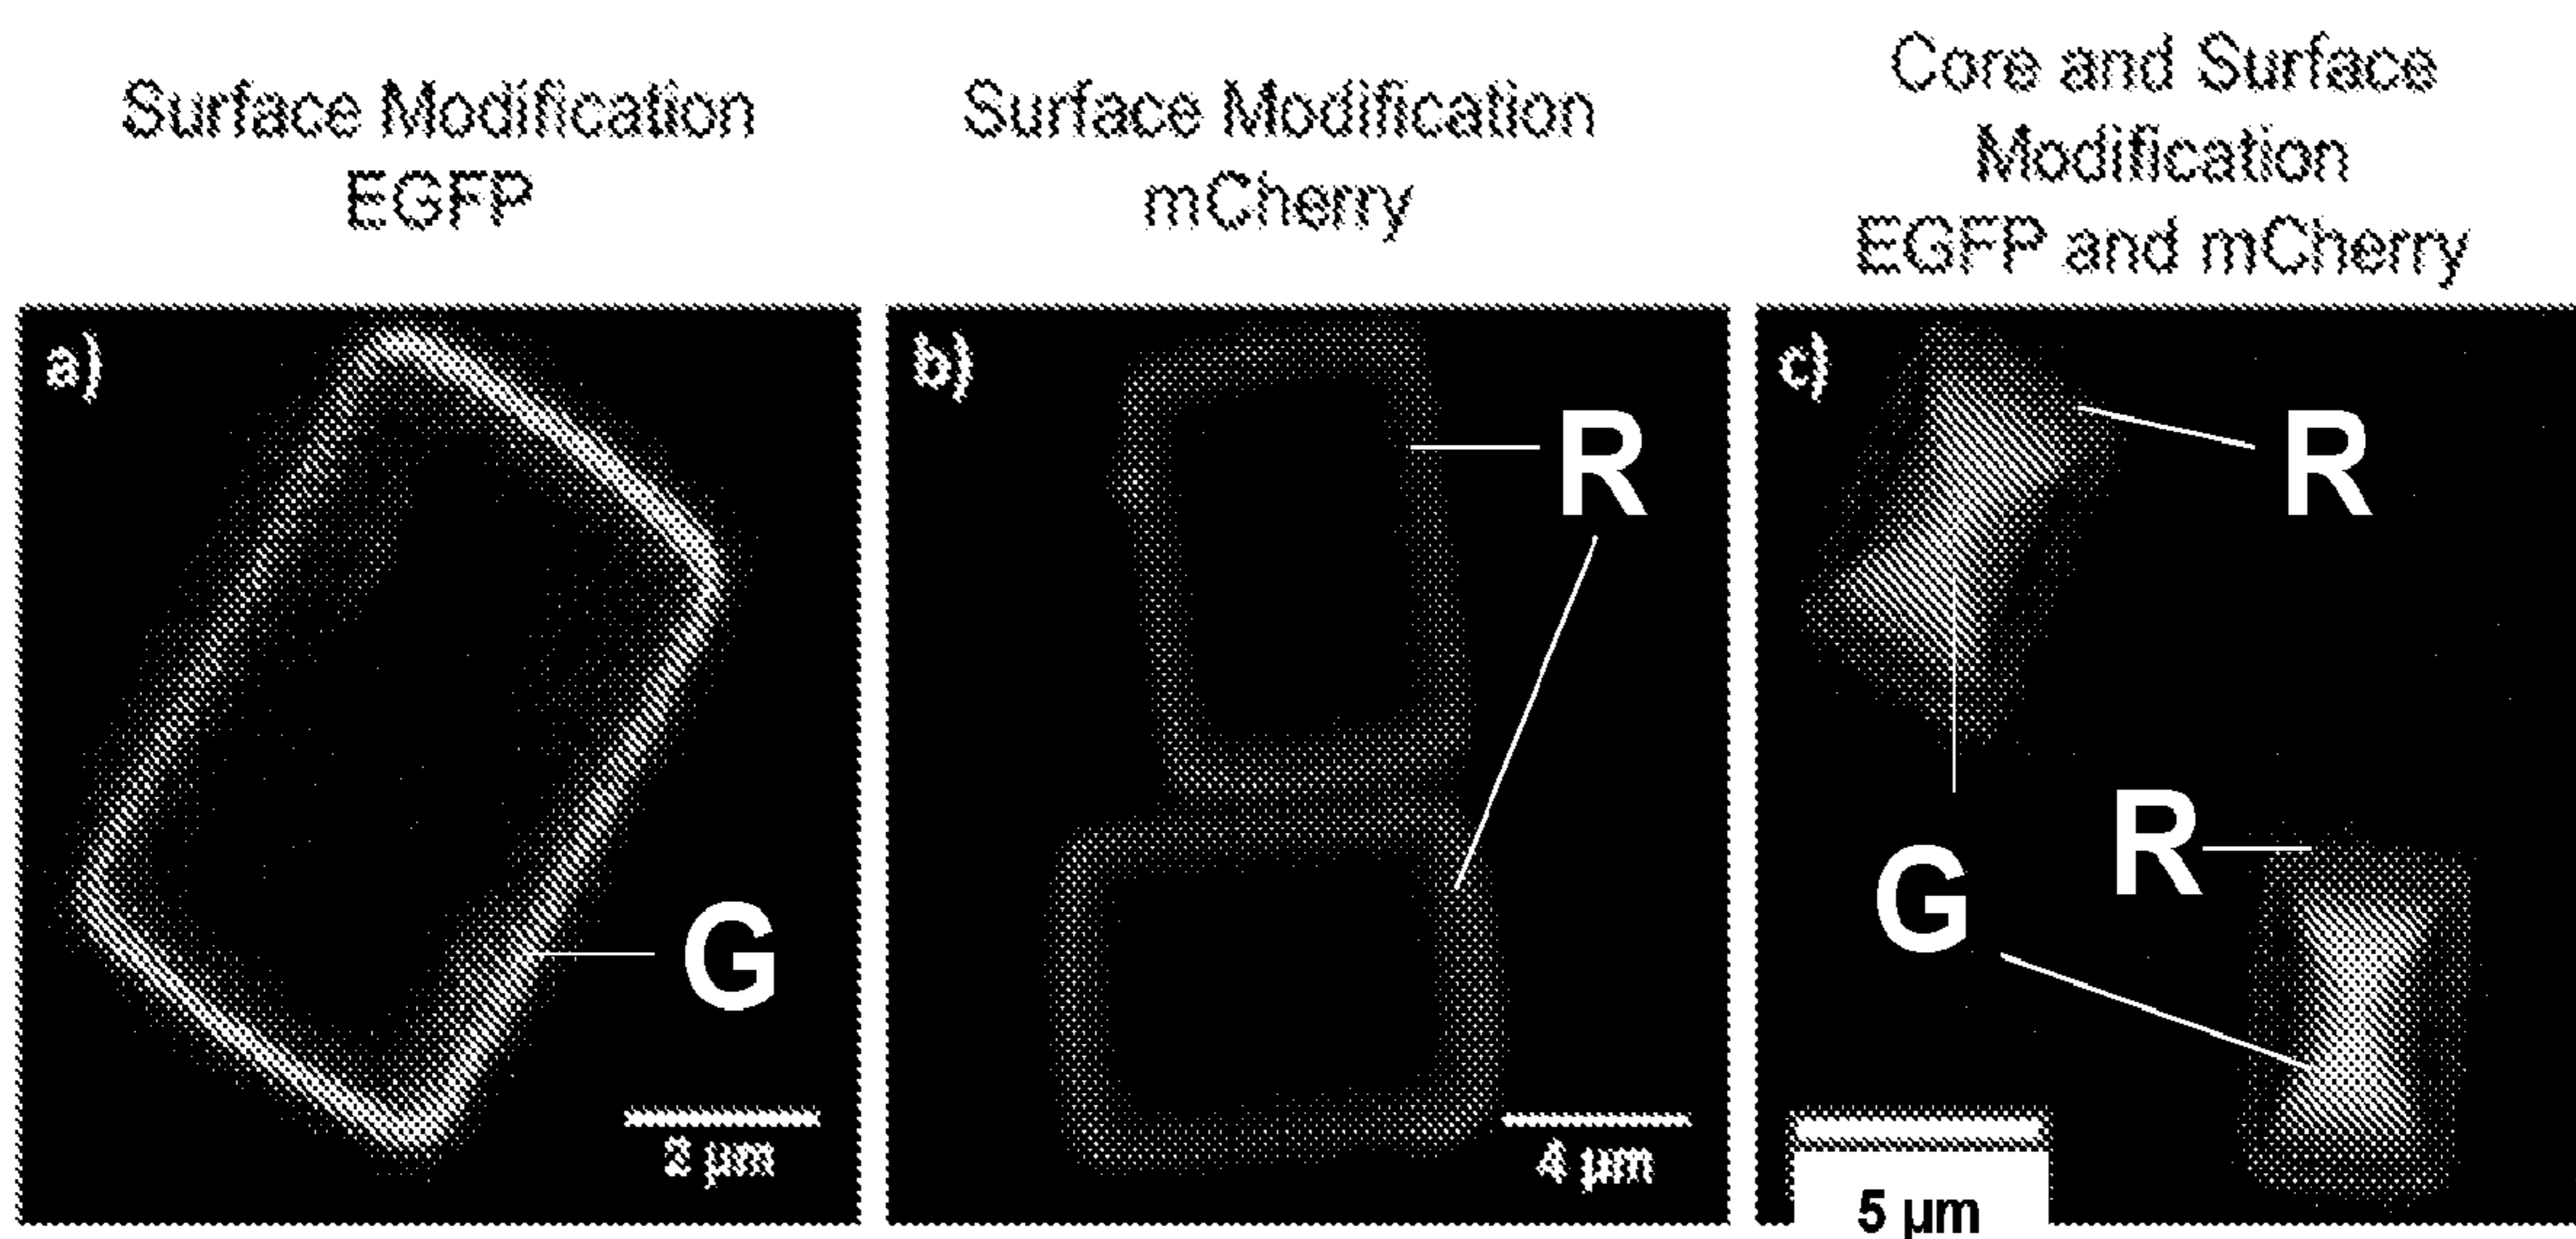 Surface Modification
EGFP
Surface Modification
mCherry
Core and Surface
Modification
EGFP and mCherry
a)
G
2 µm
b)
R
4 µm
c)
R
R
G
5 µm